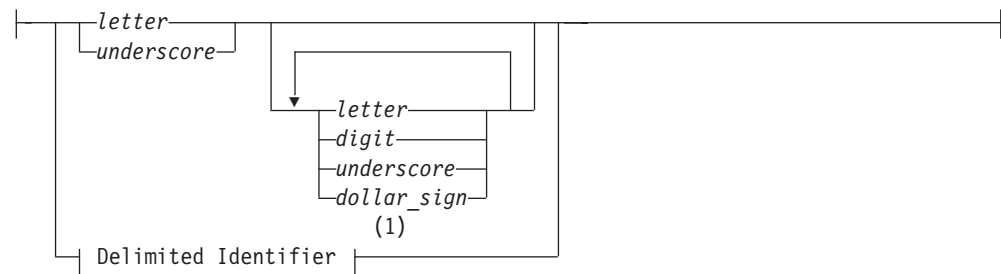 letter
underscore
letter
digit
underscore
dollar_sign
(1)
Delimited Identifier